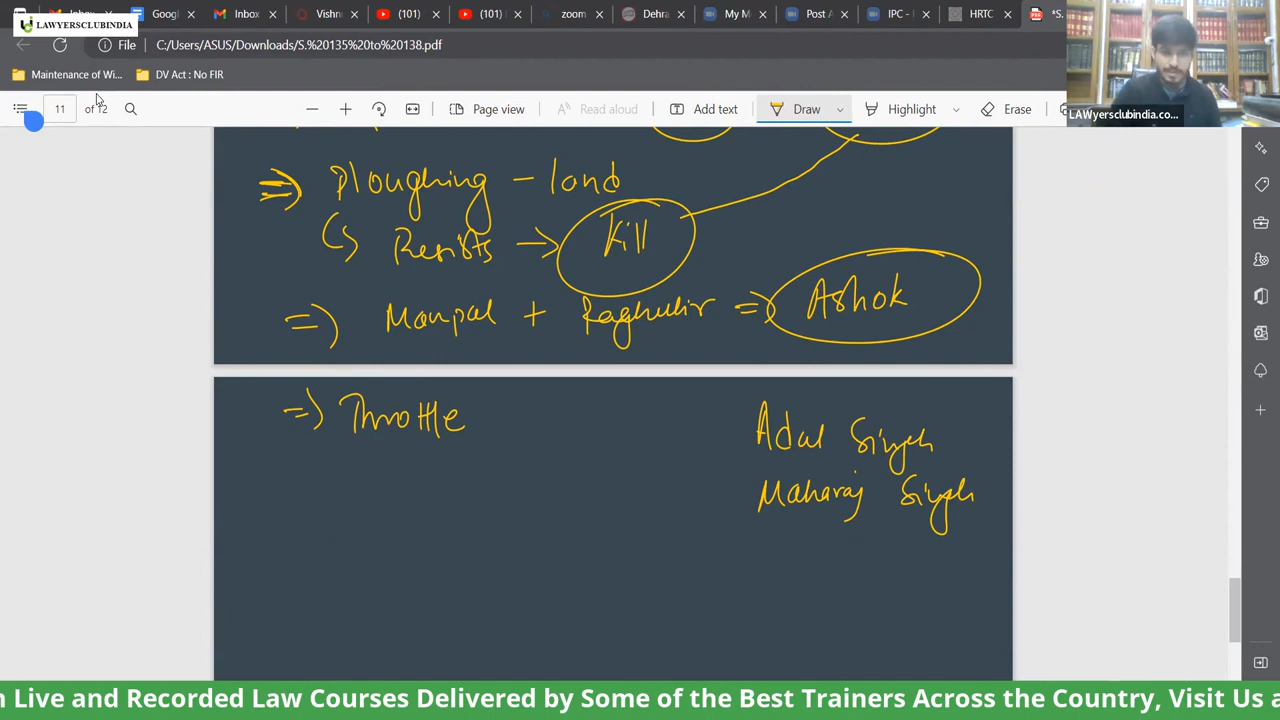 Inbo
Googl
Inbox
Vishn
(101)
(101) I
zoom
Dehra
My M
Post
IPC -
HRTC
*S.
LAWYERSCLUBINDIA
File
C:/Users/ASUS/Downloads/S.%20135%20to%20138.pdf
Maintenance of Wi...
DV Act : No FIR
11 of 12
Page view
Read aloud
Add text
Draw
Highlight
Erase
LAWyersclubindia.co...
=> Ploughing - land
Resists → Kill
=> Manpal + Raghubir => Ashok
=> Throttle
Adal Singh
Maharaj Singh
n Live and Recorded Law Courses Delivered by Some of the Best Trainers Across the Country, Visit Us a